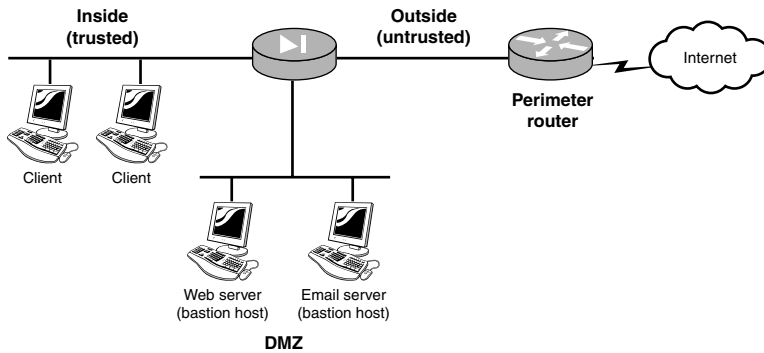 Inside
(trusted)
Outside
(untrusted)
Internet
Perimeter
router
Client
Client
Web server
(bastion host)
Email server
(bastion host)
DMZ